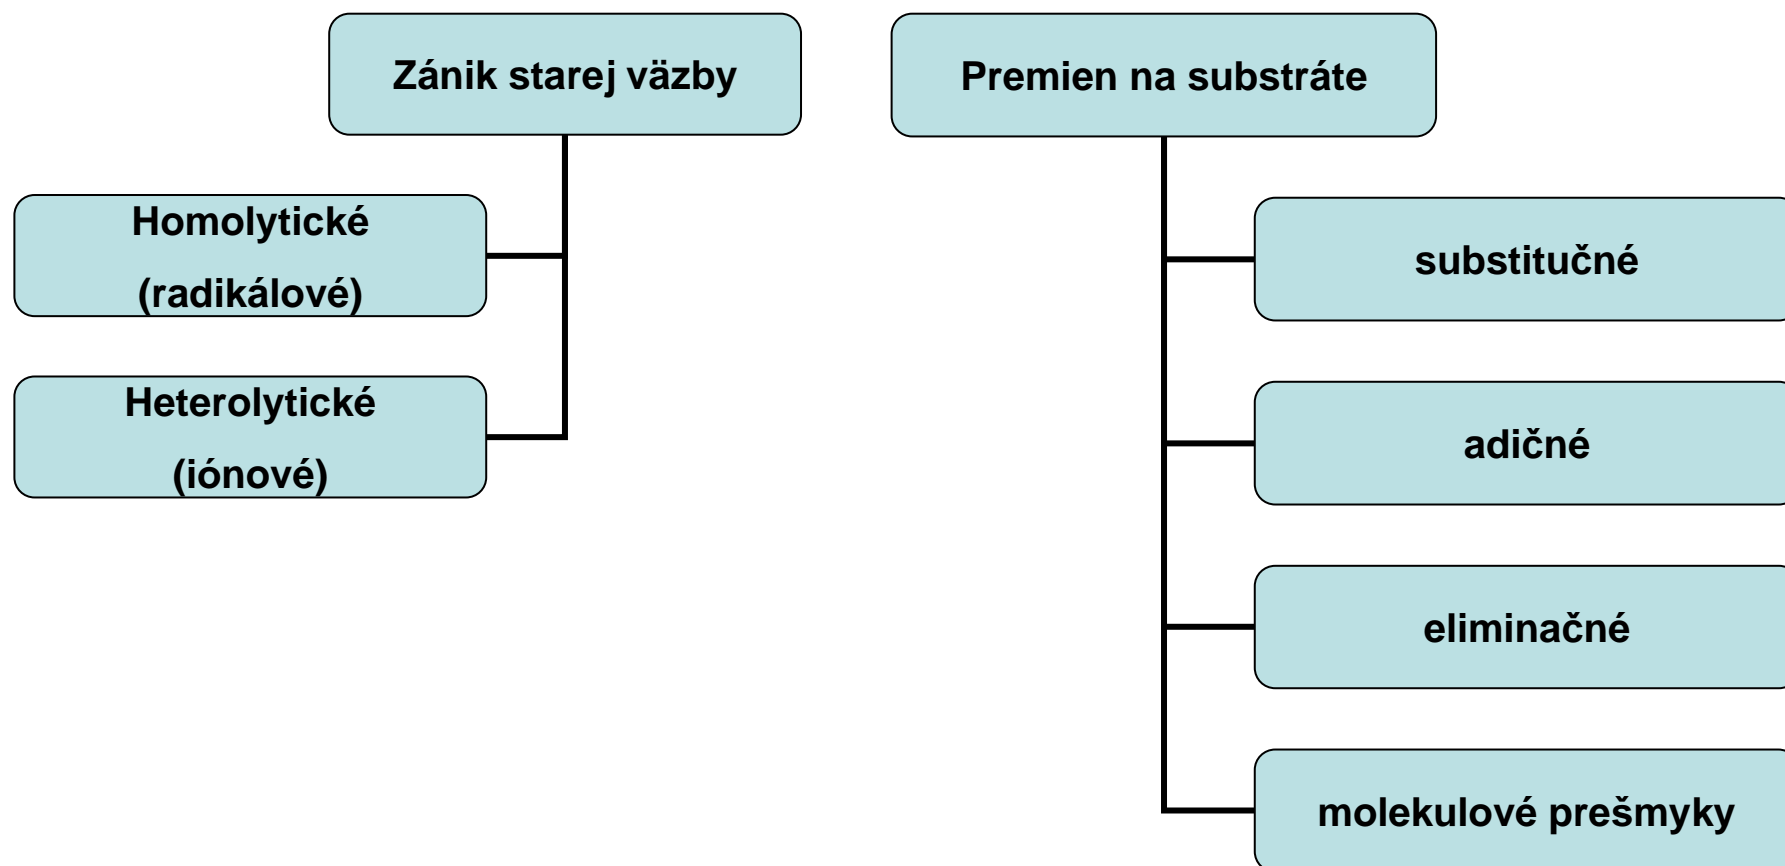 Zánik starej väzby
Homolytické
(radikálové)
Heterolytické
(iónové)
Premien na substráte
substitučné
adičné
eliminačné
molekulové prešmyky